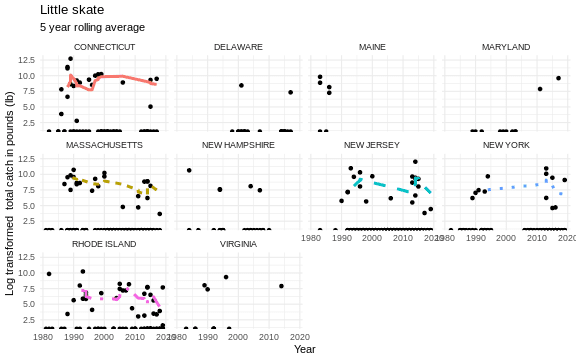 Little skate
5 year rolling average
CONNECTICUT DELAWARE MAINE MARYLAND
12.5
10.0
7.5
5.0
2.5
MASSACHUSETTS NEW HAMPSHIRE NEW JERSEY NEW YORK
12.5
10.0
7.5
5.0
2.5
1980 1990 2000 2010 2020 1980 1990 2000 2010 2020
RHODE ISLAND VIRGINIA
12.5
10.0
7.5
5.0
2.5
1980 1990 2000 2010 2020 1980 1990 2000 2010 2020
Year
Log transformed total catch in pounds (lb)